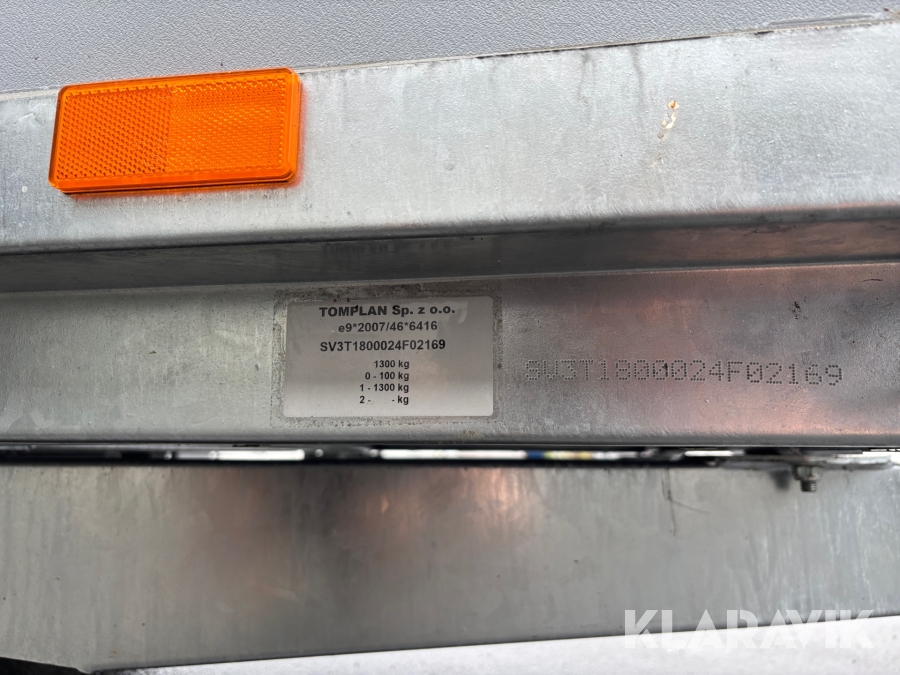 TOMPLAN Sp. z o.o.
e9*2007/46*6416
SV3T1800024F02169
1300 kg
0 - 100 kg
1 - 1300 kg
2 - - kg
SV3T1800024F02169
KLARAVIK